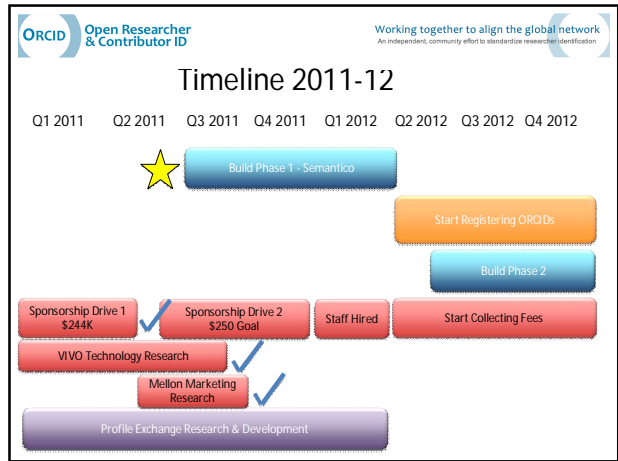 ORCID
Open Researcher
& Contributor ID
Working together to align the global network
An independent, community effort to standardize researcher identification
Timeline 2011-12
Q1 2011 Q2 2011 Q3 2011 Q4 2011 Q1 2012 Q2 2012 Q3 2012 Q4 2012
Build Phase 1 - Semantico
Start Registering ORCIDs
Build Phase 2
Sponsorship Drive 1
$244K
Sponsorship Drive 2
$250 Goal
Staff Hired
Start Collecting Fees
VIVO Technology Research
Mellon Marketing
Research
Profile Exchange Research & Development